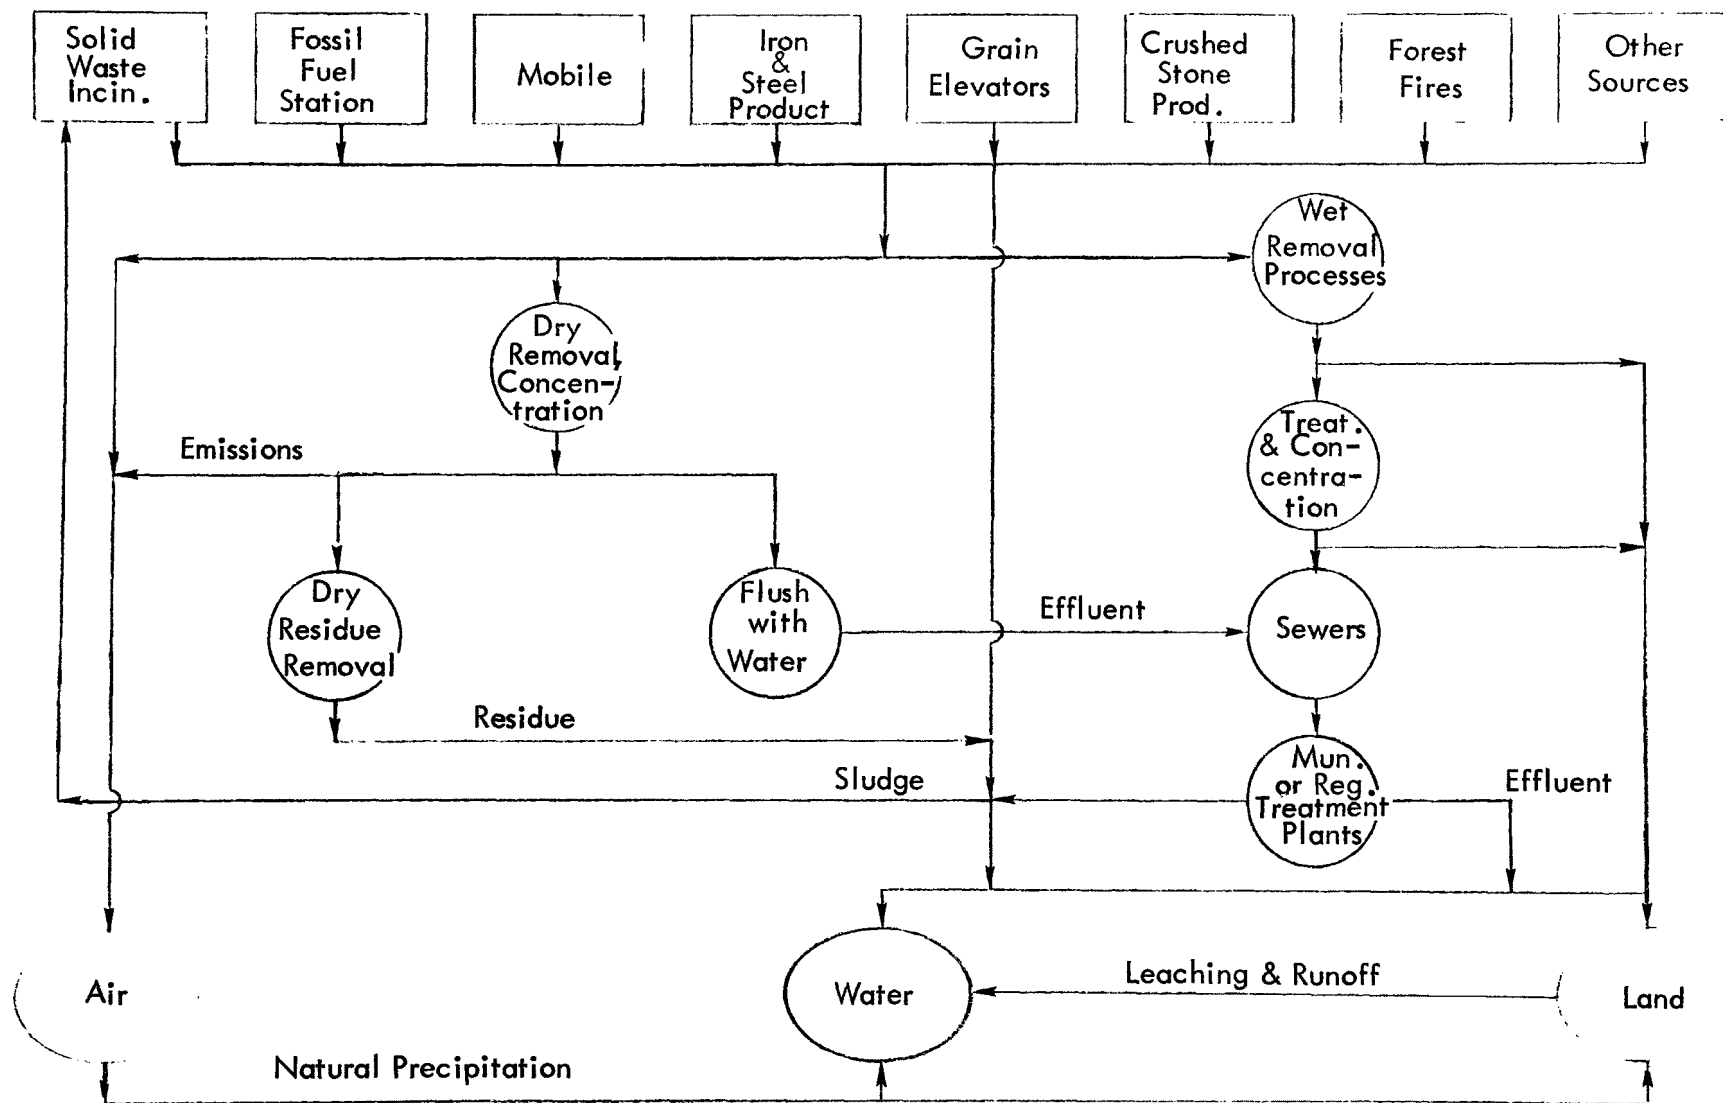 Solid
Waste
Incin.
Fossil
Fuel
Station
Mobile
Iron
&
Steel
Product
Grain
Elevators
Crushed
Stone
Prod.
Forest
Fires
Other
Sources
Wet
Removal
Processes
Dry
Removal,
Concen-
tration
Treat.
& Con-
centra-
tion
Emissions
Dry
Residue
Removal
Flush
with
Water
Effluent
Sewers
Residue
Sludge
Mun.
or Reg.
Treatment
Plants
Effluent
Air
Water
Leaching & Runoff
Land
Natural Precipitation